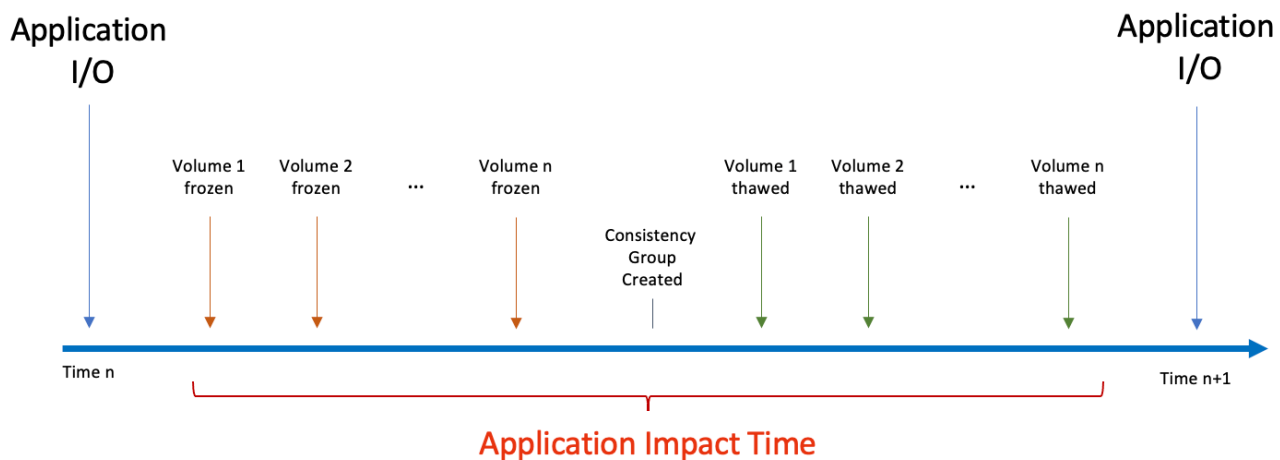 Application
I/O
Application
I/O
Volume 1
frozen
Volume 2
frozen
...
Volume n
frozen
Consistency
Group
Created
Volume 1
thawed
Volume 2
thawed
...
Volume n
thawed
Time n
Time n+1
Application Impact Time